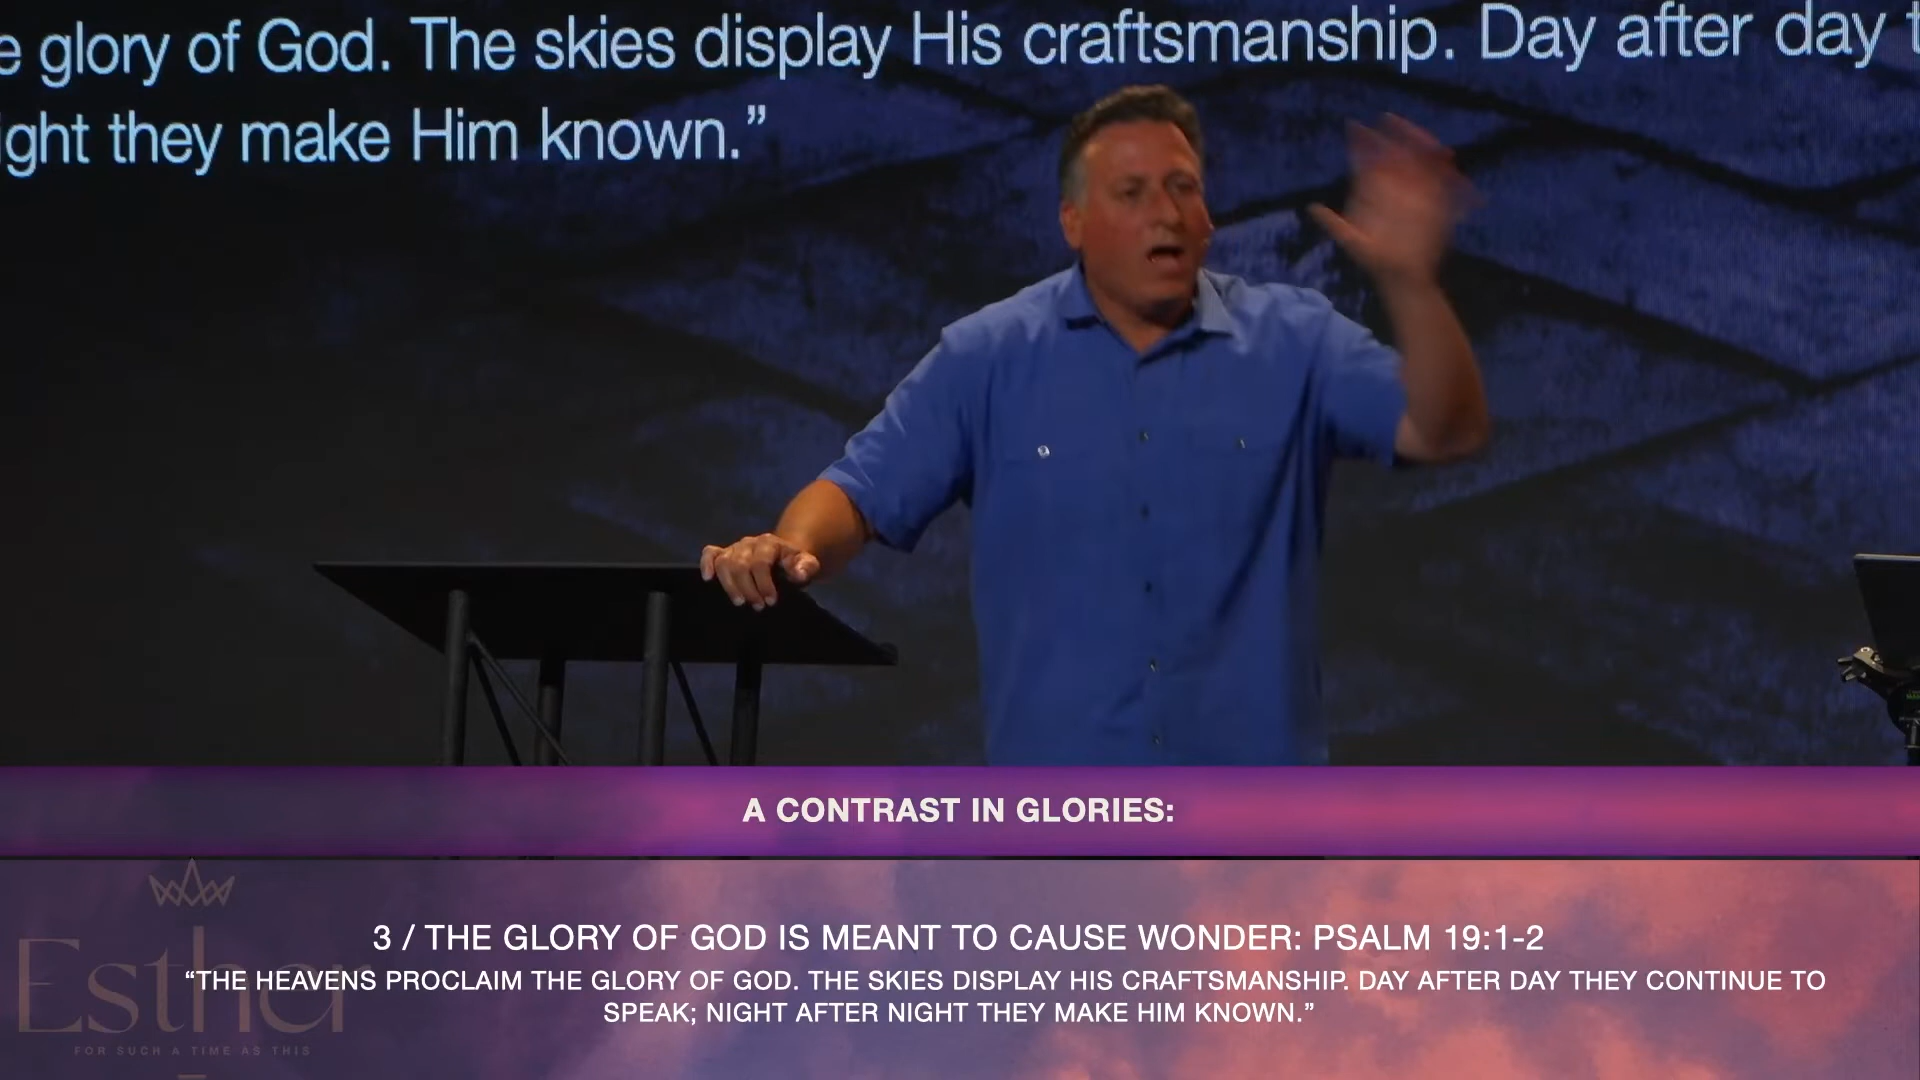 glory of God. The skies display His craftsmanship. Day after day
they make Him known.”
A CONTRAST IN GLORIES:
3 / THE GLORY OF GOD IS MEANT TO CAUSE WONDER: PSALM 19:1-2
“THE HEAVENS PROCLAIM THE GLORY OF GOD. THE SKIES DISPLAY HIS CRAFTSMANSHIP. DAY AFTER DAY THEY CONTINUE TO
SPEAK; NIGHT AFTER NIGHT THEY MAKE HIM KNOWN.”
Esther
FOR SUCH A TIME AS THIS